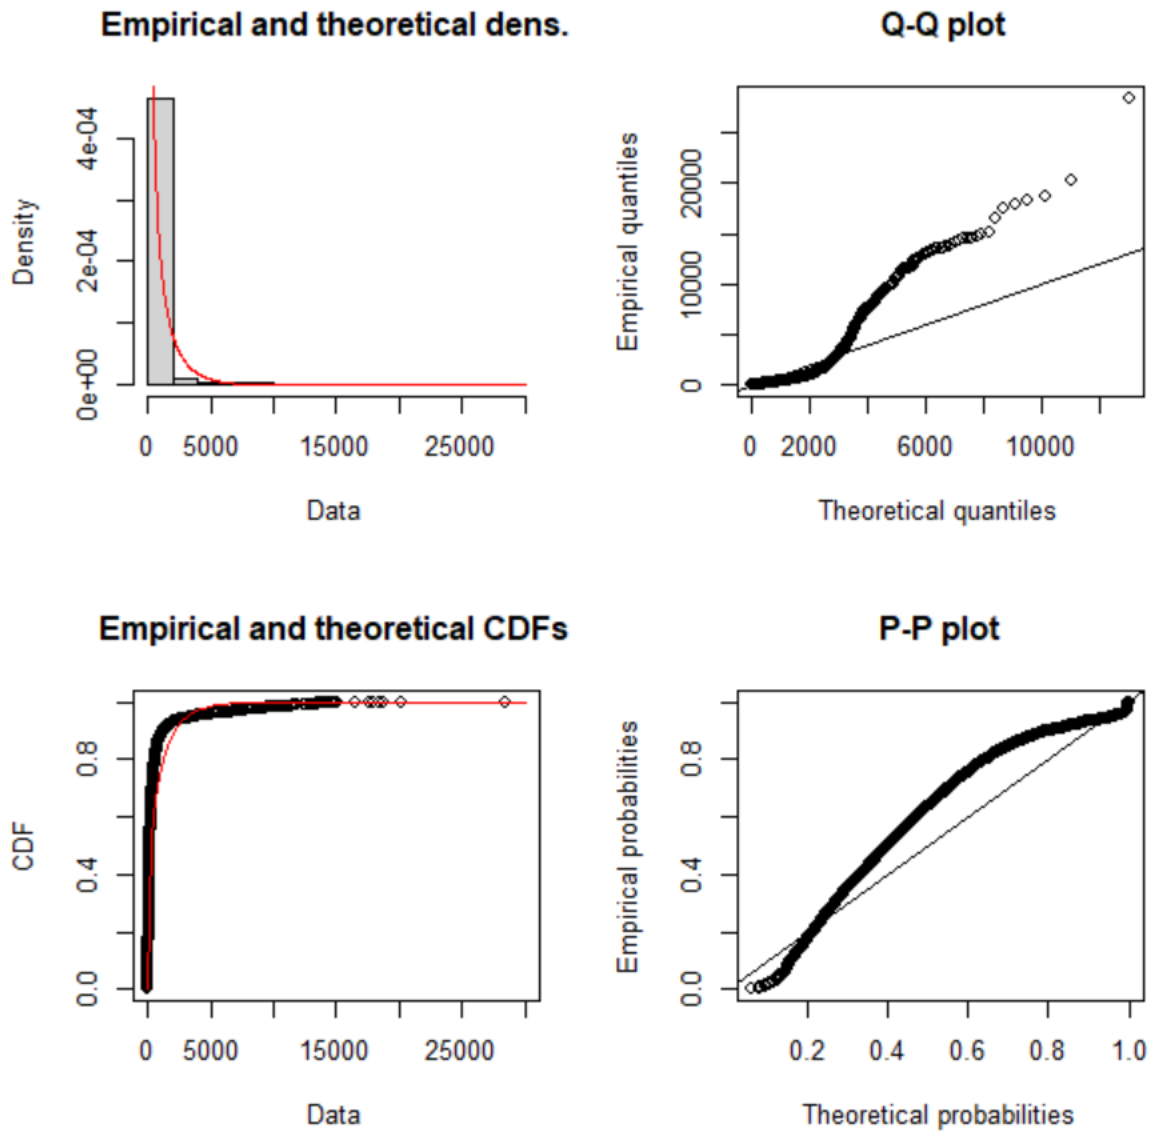 Empirical and theoretical dens.
Density
0e+00 2e-04 4e-04
0 5000 15000 25000
Data
Q-Q plot
Empirical quantiles
0 10000 20000
0 2000 6000 10000
Theoretical quantiles
Empirical and theoretical CDFs
CDF
0.0 0.4 0.8
0 5000 15000 25000
Data
P-P plot
Empirical probabilities
0.0 0.4 0.8
0.2 0.4 0.6 0.8 1.0
Theoretical probabilities